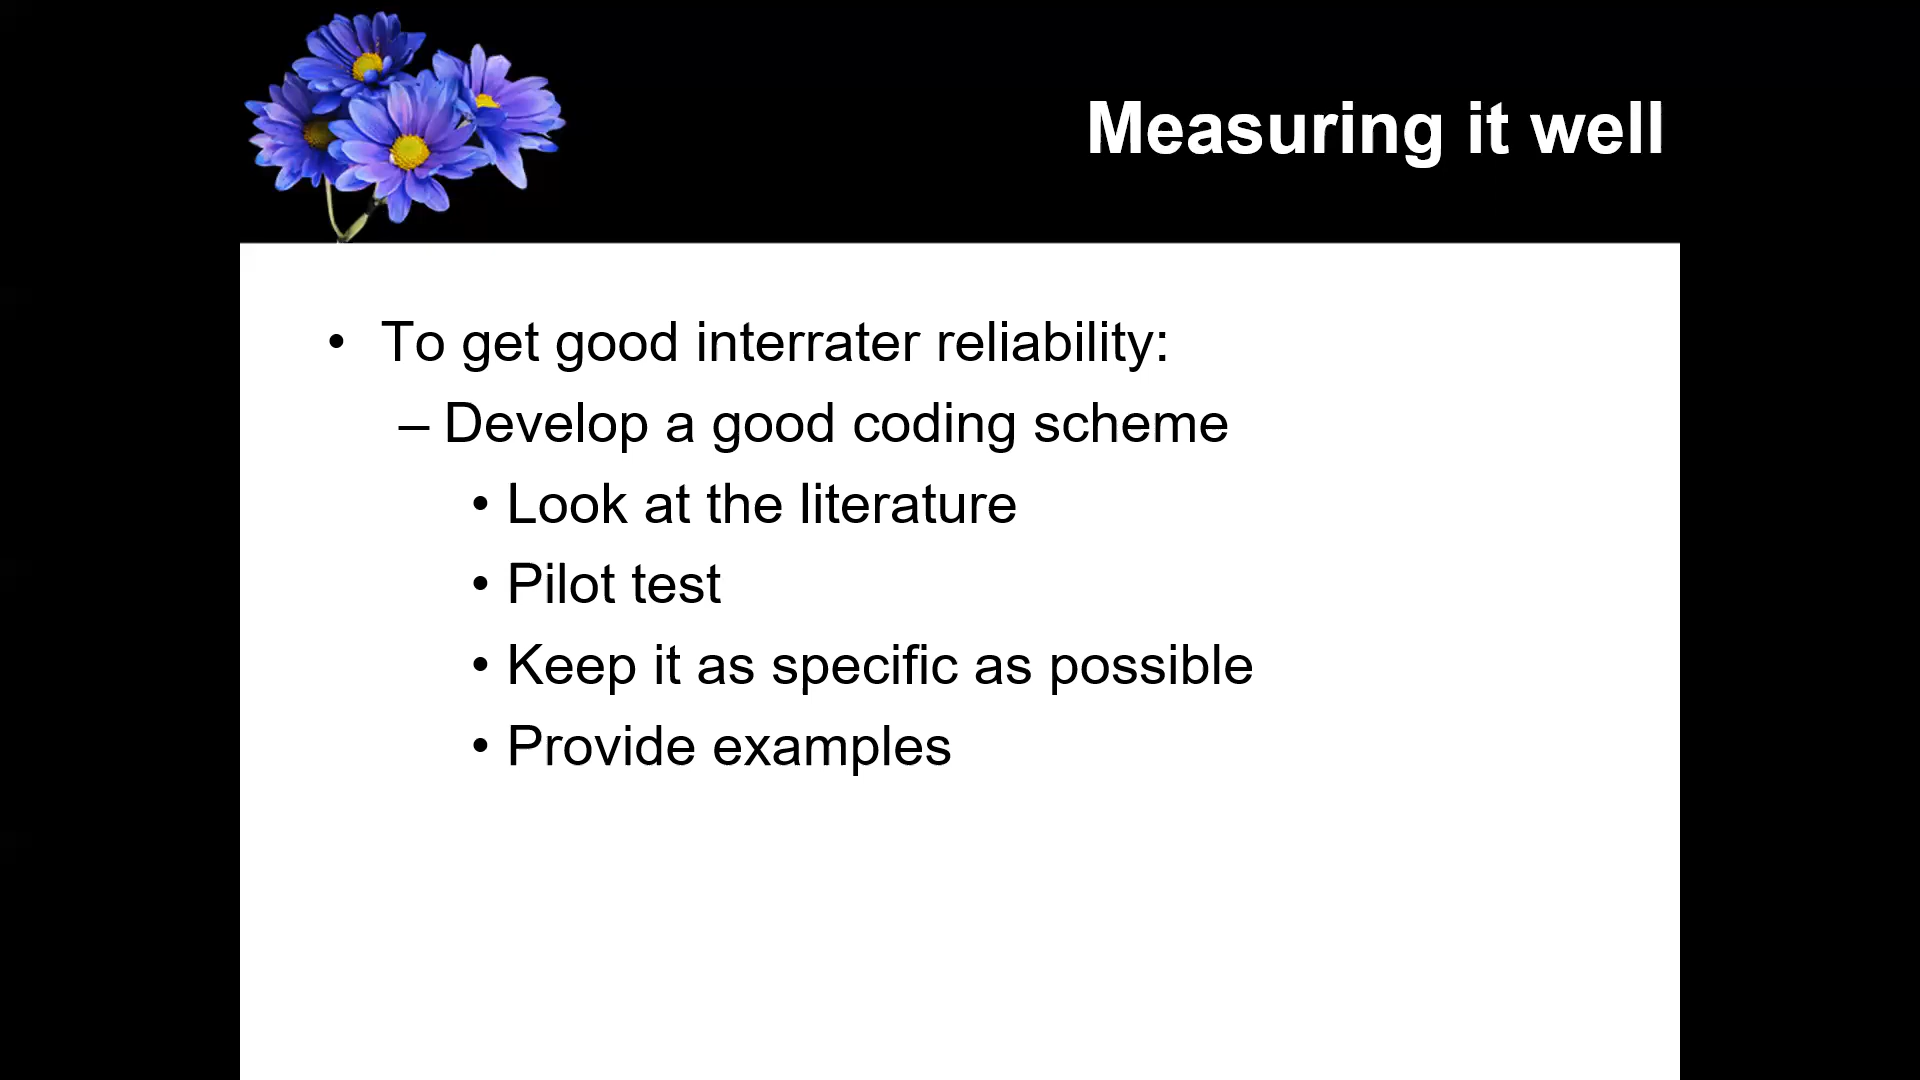 Measuring it well
• To get good interrater reliability:
– Develop a good coding scheme
• Look at the literature
• Pilot test
• Keep it as specific as possible
• Provide examples